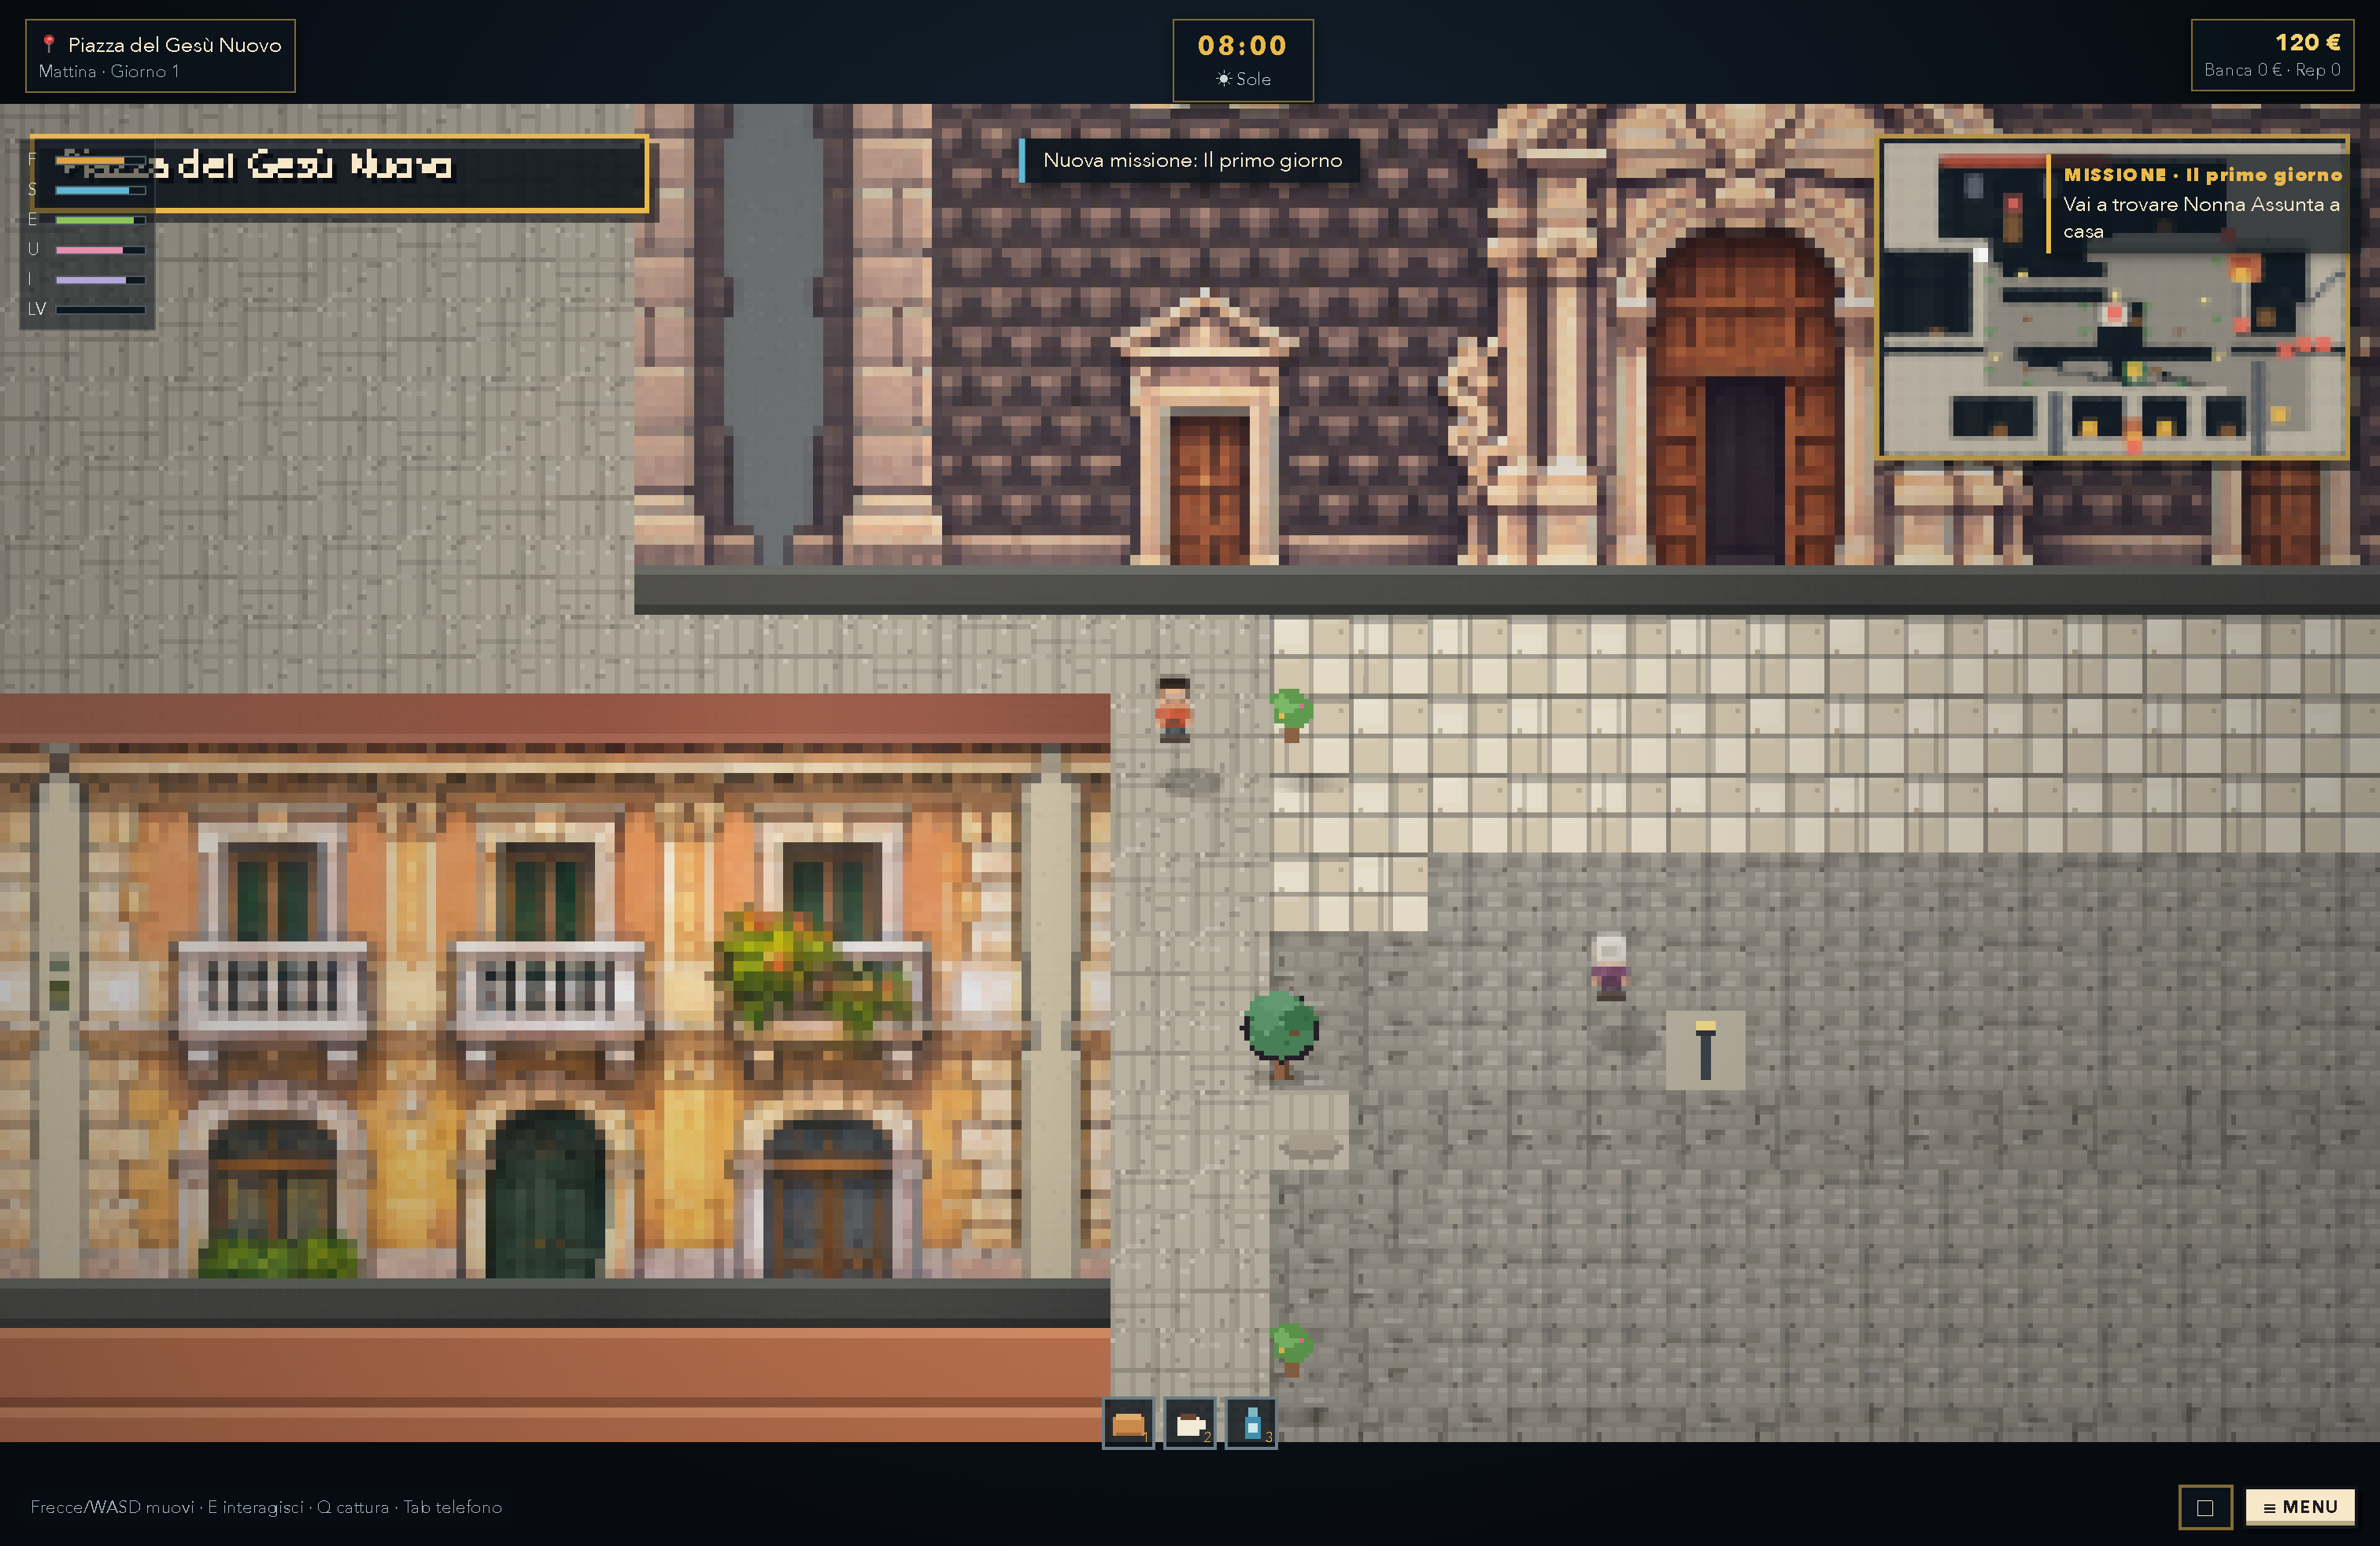 📍 Piazza del Gesù Nuovo
Mattina · Giorno 1
08:00
☀ Sole
120 €
Banca 0 € · Rep 0
del Gesù Nuovo
F
S
E
U
I
LV
Nuova missione: Il primo giorno
MISSIONE · Il primo giorno
Vai a trovare Nonna Assunta a
casa
1
2
3
Frecce/WASD muovi · E interagisci · Q cattura · Tab telefono
≡ MENU